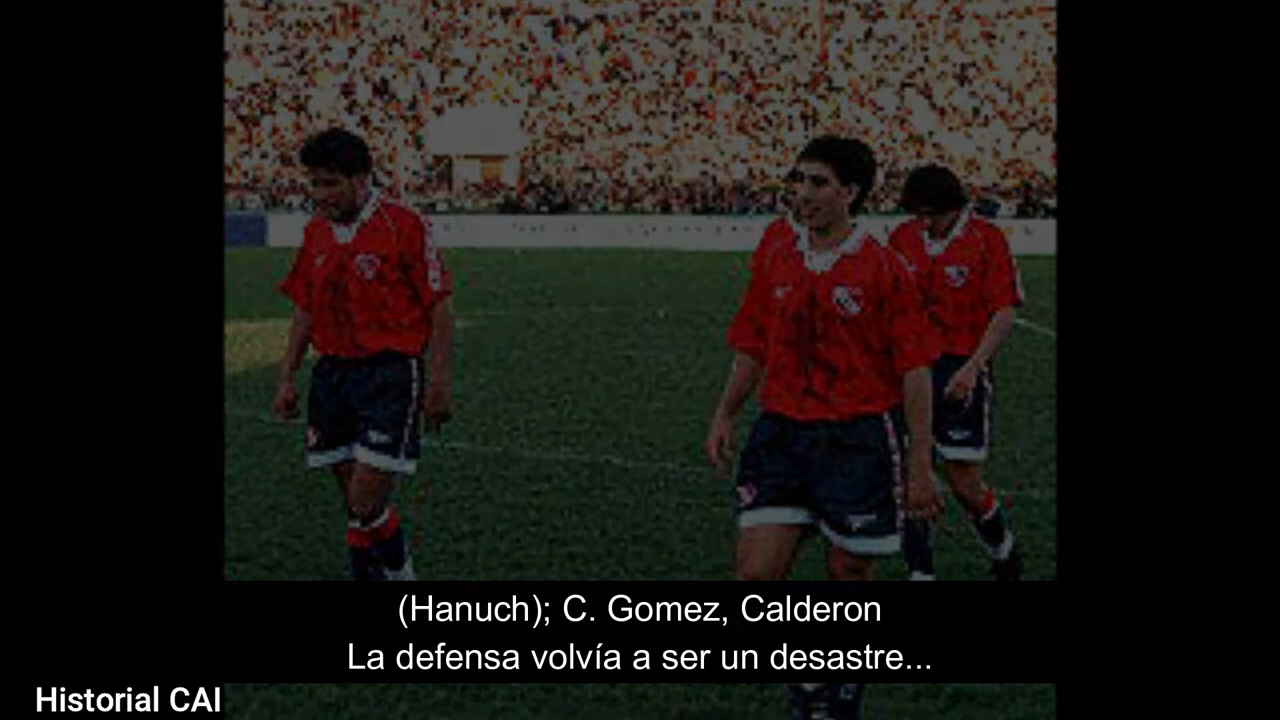 (Hanuch); C. Gomez, Calderon
La defensa volvía a ser un desastre...
Historial CAI